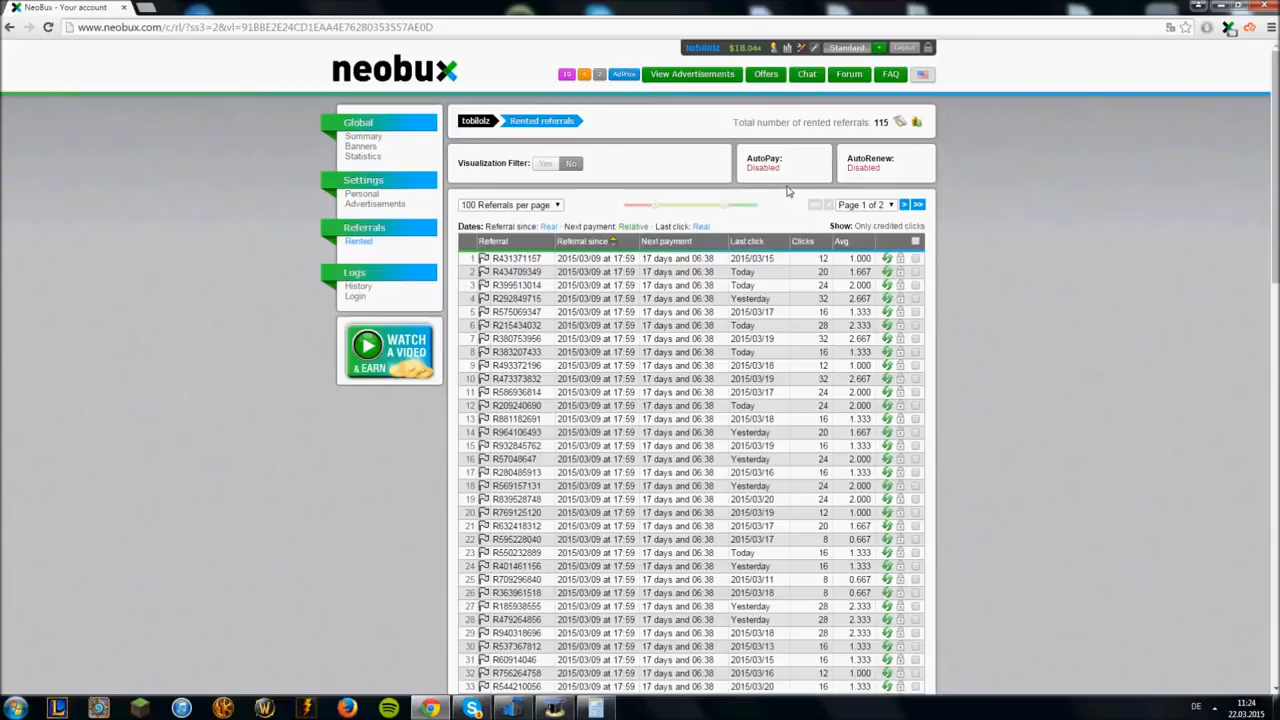 NeoBux - Your account
www.neobux.com/c/rl/?ss3=2&vl=91BBE2E24CD1EAA4E76280353557AE0D
tobilolz $18.044 Standard Logout
neobux
19 4 2 AdPrize View Advertisements Offers Chat Forum FAQ
Global
Summary
Banners
Statistics
Settings
Personal
Advertisements
Referrals
Rented
Logs
History
Login
WATCH
A VIDEO
& EARN
tobilolz Rented referrals Total number of rented referrals: 115
Visualization Filter: Yes No
AutoPay:
Disabled
AutoRenew:
Disabled
100 Referrals per page Page 1 of 2 > >>
Dates: Referral since: Real - Next payment: Relative - Last click: Real Show: Only credited clicks
Referral Referral since Next payment Last click Clicks Avg.
1 R431371157 2015/03/09 at 17:59 17 days and 06:38 2015/03/15 12 1.000
2 R434709349 2015/03/09 at 17:59 17 days and 06:38 Today 20 1.667
3 R399513014 2015/03/09 at 17:59 17 days and 06:38 Today 24 2.000
4 R292849715 2015/03/09 at 17:59 17 days and 06:38 Yesterday 32 2.667
5 R575069347 2015/03/09 at 17:59 17 days and 06:38 2015/03/17 16 1.333
6 R215434032 2015/03/09 at 17:59 17 days and 06:38 Today 28 2.333
7 R380753956 2015/03/09 at 17:59 17 days and 06:38 2015/03/19 32 2.667
8 R383207433 2015/03/09 at 17:59 17 days and 06:38 Today 16 1.333
9 R493372196 2015/03/09 at 17:59 17 days and 06:38 2015/03/18 12 1.000
10 R473373832 2015/03/09 at 17:59 17 days and 06:38 2015/03/19 32 2.667
11 R586936814 2015/03/09 at 17:59 17 days and 06:38 2015/03/17 24 2.000
12 R209240690 2015/03/09 at 17:59 17 days and 06:38 Today 24 2.000
13 R881182691 2015/03/09 at 17:59 17 days and 06:38 2015/03/18 16 1.333
14 R964106493 2015/03/09 at 17:59 17 days and 06:38 Yesterday 20 1.667
15 R932845762 2015/03/09 at 17:59 17 days and 06:38 2015/03/19 16 1.333
16 R57048647 2015/03/09 at 17:59 17 days and 06:38 Yesterday 24 2.000
17 R280485913 2015/03/09 at 17:59 17 days and 06:38 2015/03/16 16 1.333
18 R569157131 2015/03/09 at 17:59 17 days and 06:38 Yesterday 24 2.000
19 R839528748 2015/03/09 at 17:59 17 days and 06:38 2015/03/20 24 2.000
20 R769125120 2015/03/09 at 17:59 17 days and 06:38 2015/03/19 12 1.000
21 R632418312 2015/03/09 at 17:59 17 days and 06:38 2015/03/17 20 1.667
22 R595228040 2015/03/09 at 17:59 17 days and 06:38 2015/03/17 8 0.667
23 R550232889 2015/03/09 at 17:59 17 days and 06:38 Today 16 1.333
24 R401461156 2015/03/09 at 17:59 17 days and 06:38 Yesterday 16 1.333
25 R709296840 2015/03/09 at 17:59 17 days and 06:38 2015/03/11 8 0.667
26 R363961518 2015/03/09 at 17:59 17 days and 06:38 2015/03/18 8 0.667
27 R185938555 2015/03/09 at 17:59 17 days and 06:38 Yesterday 28 2.333
28 R479264856 2015/03/09 at 17:59 17 days and 06:38 Yesterday 28 2.333
29 R940318696 2015/03/09 at 17:59 17 days and 06:38 2015/03/18 28 2.333
30 R537367812 2015/03/09 at 17:59 17 days and 06:38 2015/03/13 16 1.333
31 R60914046 2015/03/09 at 17:59 17 days and 06:38 2015/03/15 16 1.333
32 R756264758 2015/03/09 at 17:59 17 days and 06:38 2015/03/16 12 1.000
33 R544210056 2015/03/09 at 17:59 17 days and 06:38 2015/03/20 16 1.333
DE 11:24
22.03.2015